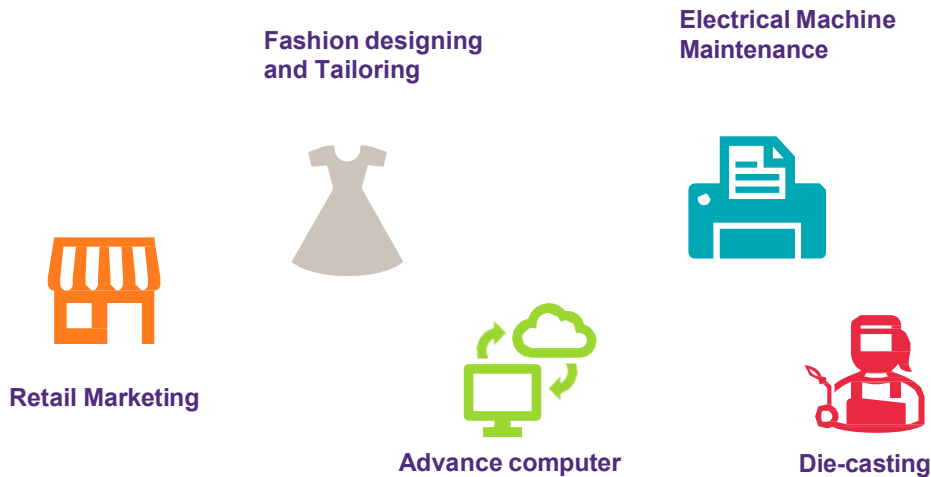 Fashion designing
and Tailoring
Electrical Machine
Maintenance
Retail Marketing
Advance computer
Die-casting